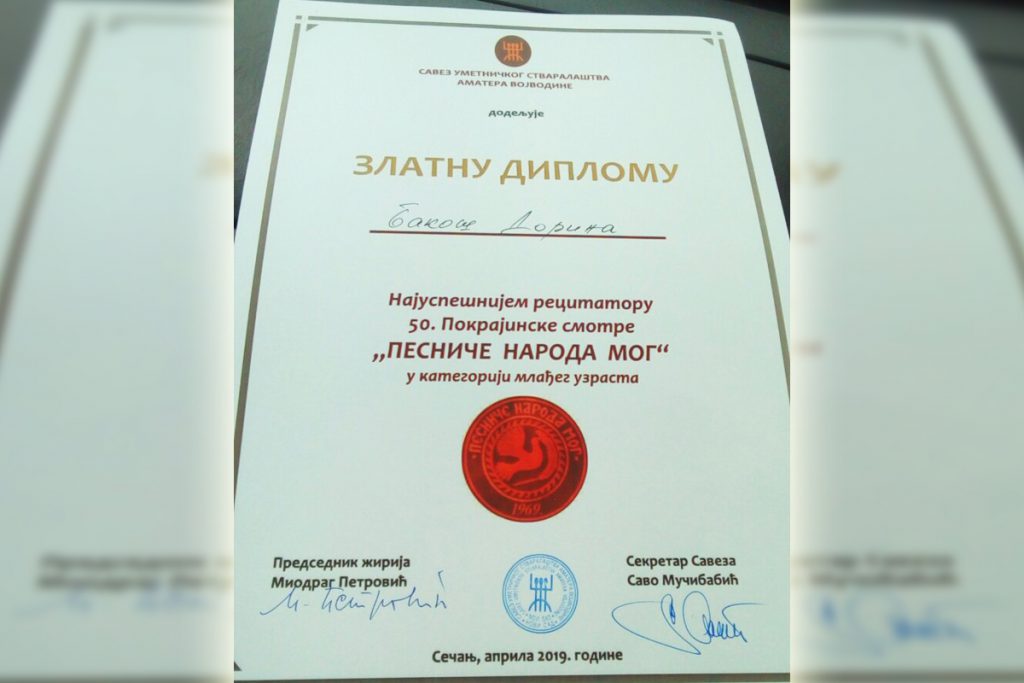 САВЕЗ УМЕТНИЧКОГ СТВАРАЛАШТВА
АМАТЕРА ВОЈВОДИНЕ
додељује
ЗЛАТНУ ДИПЛОМУ
Бакош Дорина
Најуспешнијем рецитатору
50. Покрајинске смотре
„ПЕСНИЧЕ НАРОДА МОГ“
у категорији млађег узраста
ПЕСНИЧЕ НАРОДА МОГ
1969
Председник жирија
Миодраг Петровић
М. Петровић
Секретар Савеза
Саво Мучибабић
Сечањ, априла 2019. године